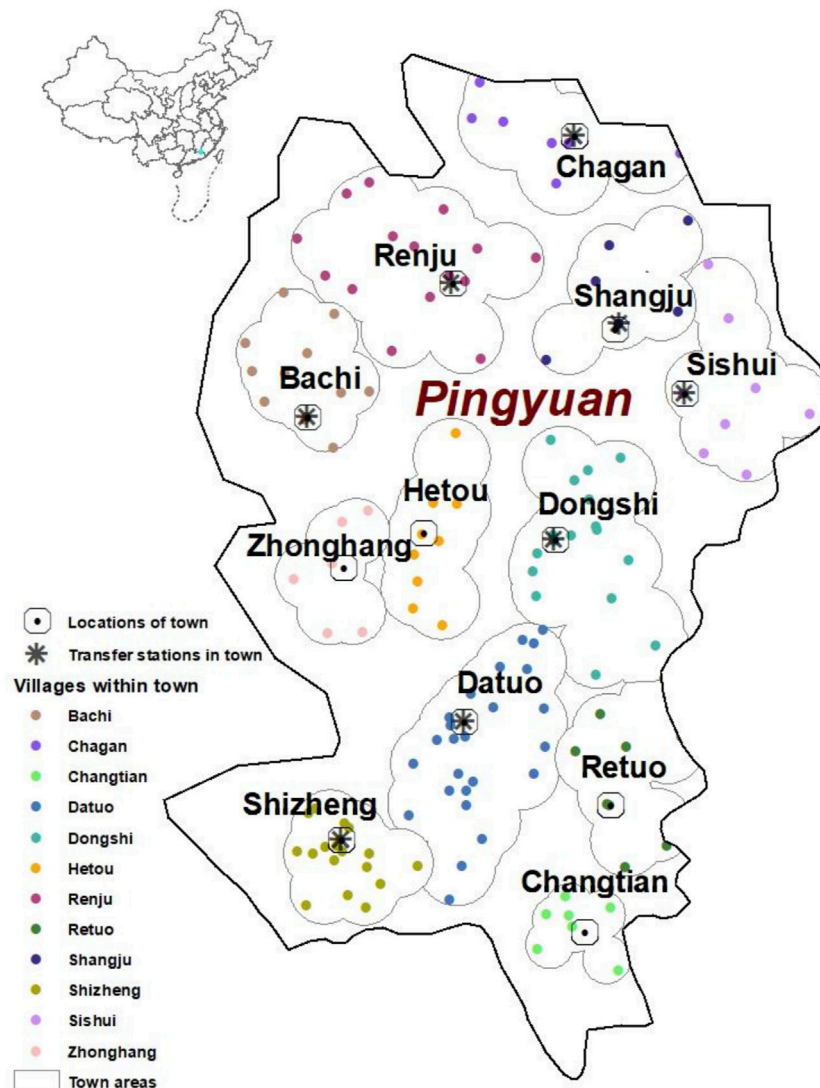 Chagan
Renju
Shangju
Sishui
Bachi
Pingyuan
Hetou
Dongshi
Zhonghang
Datuo
Retuo
Shizheng
Changtian
Locations of town
Transfer stations in town
Villages within town
Bachi
Chagan
Changtian
Datuo
Dongshi
Hetou
Renju
Retuo
Shangju
Shizheng
Sishui
Zhonghang
Town areas